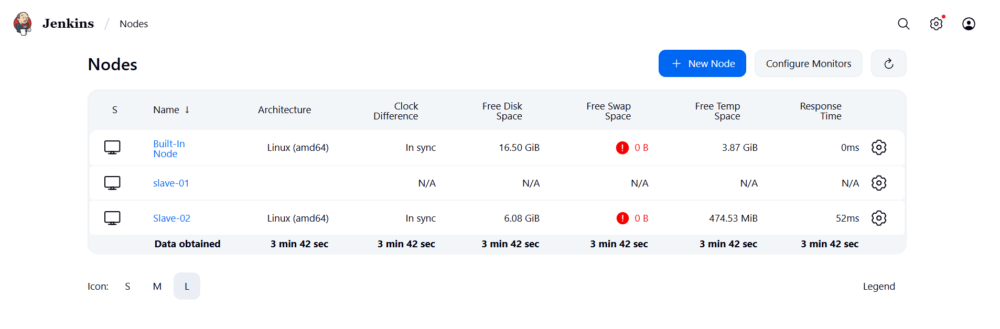 Jenkins / Nodes
Nodes
+ New Node
Configure Monitors
S Name ↓ Architecture Clock Difference Free Disk Space Free Swap Space Free Temp Space Response Time
Built-In Node Linux (amd64) In sync 16.50 GiB ! 0 B 3.87 GiB 0ms
slave-01 N/A N/A N/A N/A N/A
Slave-02 Linux (amd64) In sync 6.08 GiB ! 0 B 474.53 MiB 52ms
Data obtained 3 min 42 sec 3 min 42 sec 3 min 42 sec 3 min 42 sec 3 min 42 sec 3 min 42 sec
Icon: S M L Legend